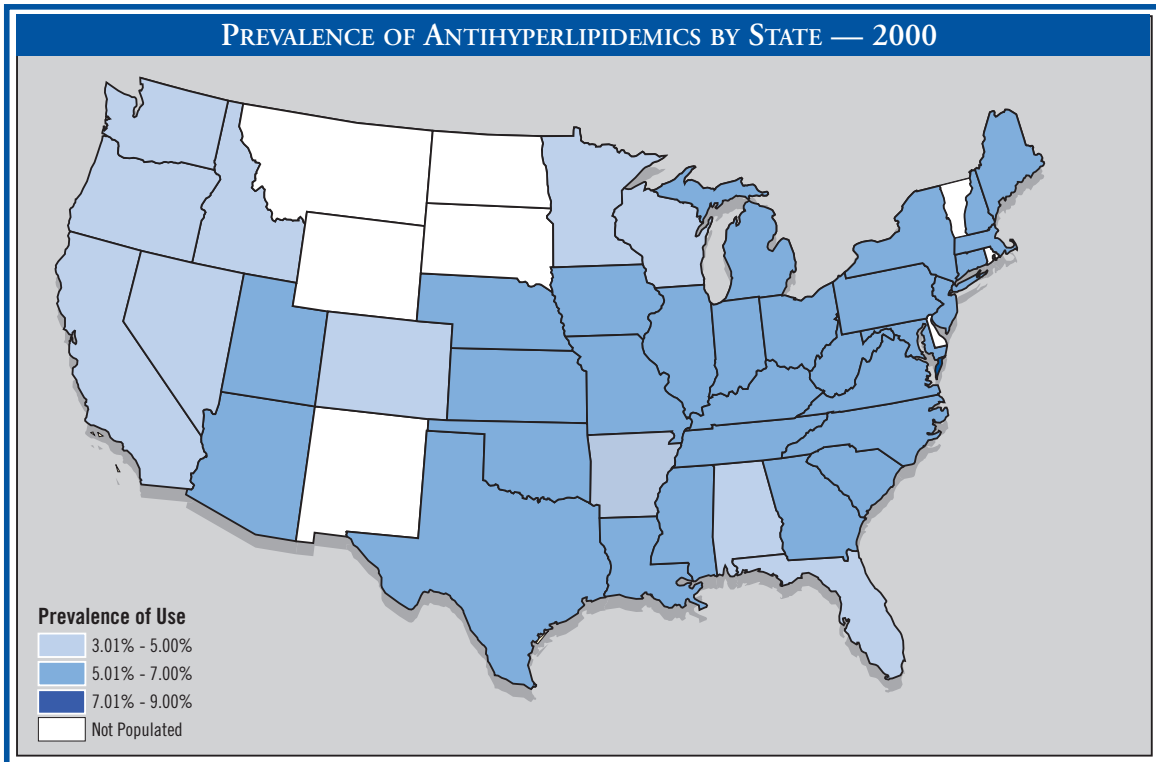 PREVALENCE OF ANTIHYPERLIPIDEMICS BY STATE — 2000
Prevalence of Use
3.01% - 5.00%
5.01% - 7.00%
7.01% - 9.00%
Not Populated